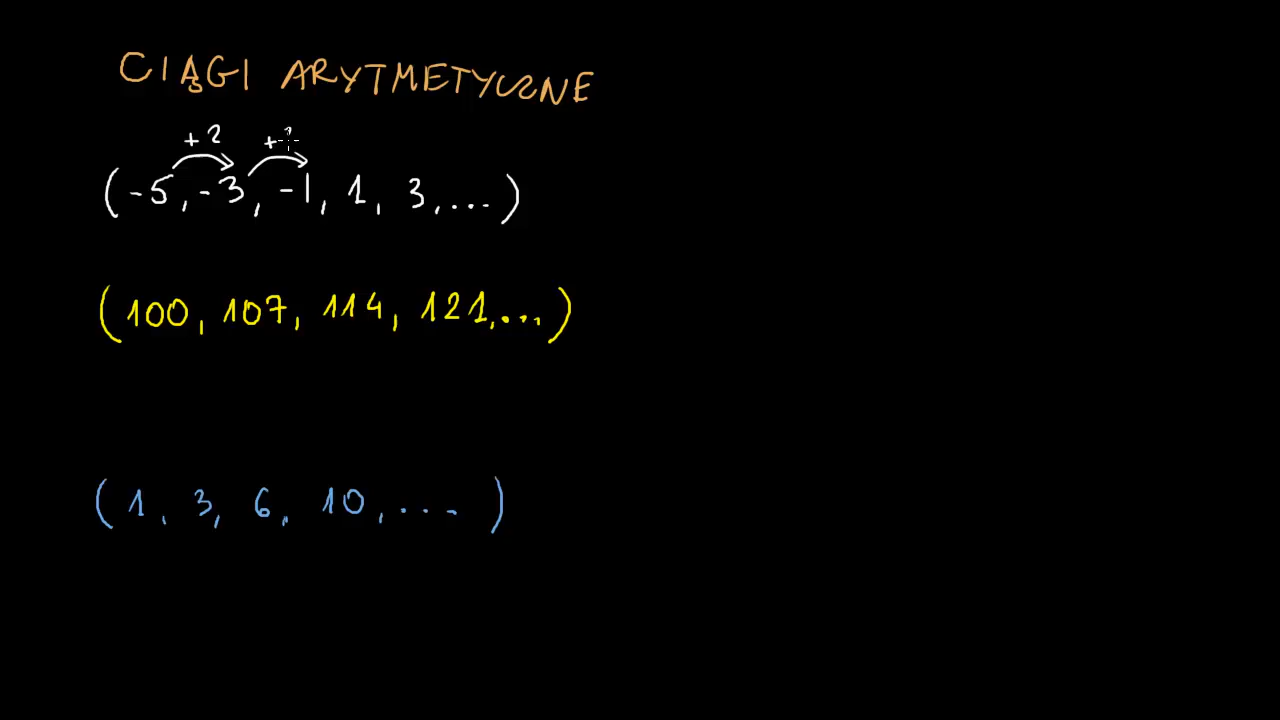 CIĄGI ARYTMETYCZNE
+2 +
(-5, -3, -1, 1, 3, ... )
(100, 107, 114, 121, ... )
(1, 3, 6, 10, ... )